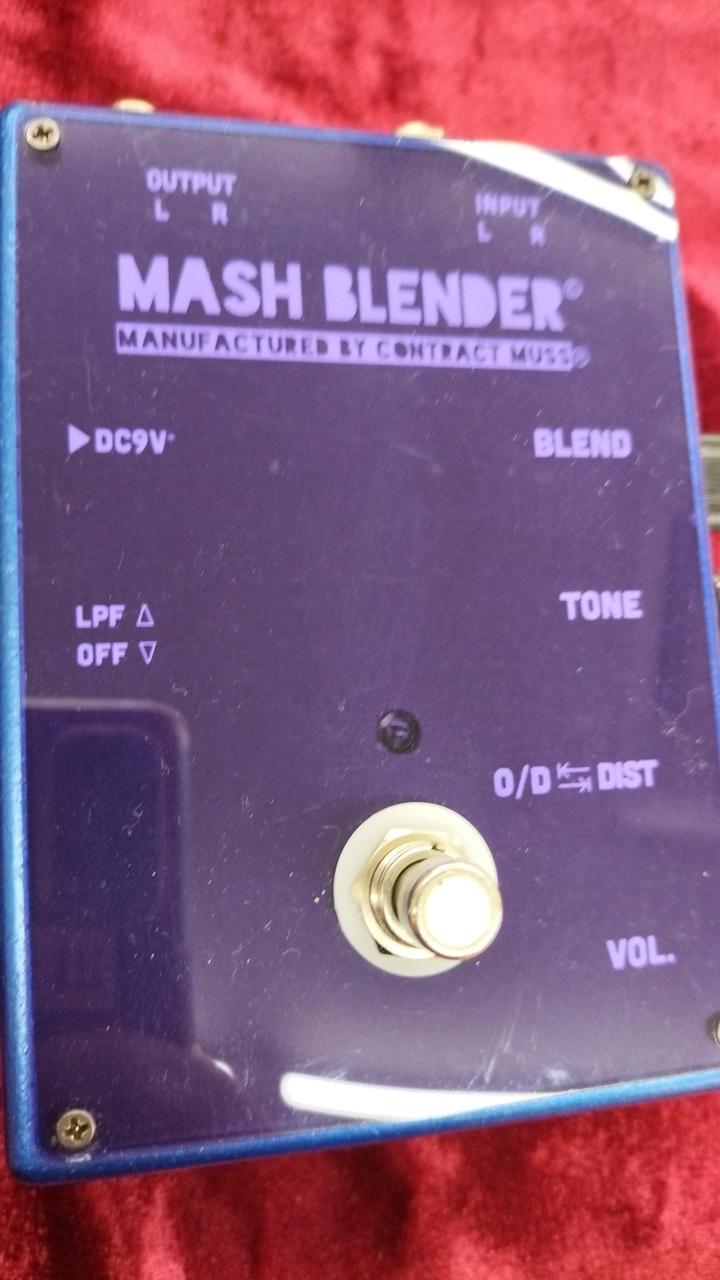 OUTPUT
L R
INPUT
L R
MASH BLENDER®
MANUFACTURED BY CONTRACT MUSS®
▶DC9V
BLEND
LPF △
OFF ▽
TONE
O/D ⇆ DIST
VOL.